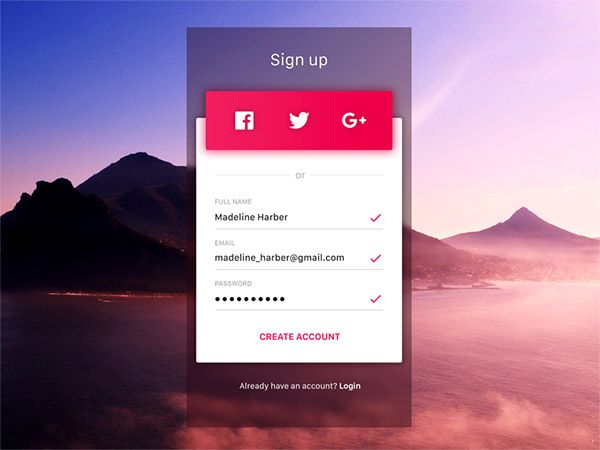 Sign up
G+
or
FULL NAME
Madeline Harber
EMAIL
madeline_harber@gmail.com
PASSWORD
●●●●●●●●●●
CREATE ACCOUNT
Already have an account? Login